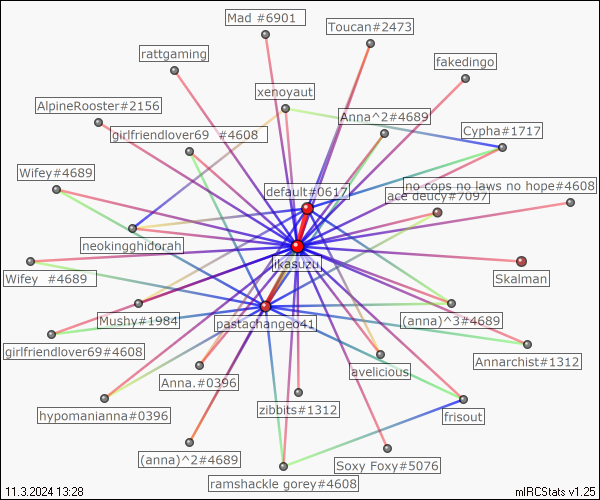 Mad #6901
Toucan#2473
rattgaming
fakedingo
xenoyaut
AlpineRooster#2156
Anna^2#4689
girlfriendlover69 #4608
Cypha#1717
Wifey#4689
no cops no laws no hope#4608
default#0617
ace deucy#7097
neokingghidorah
likasuzu
Wifey #4689
Skalman
Mushy#1984
pastachangeo41
(anna)^3#4689
girlfriendlover69#4608
Annarchist#1312
avelicious
Anna.#0396
hypomanianna#0396
zibbits#1312
frisout
(anna)^2#4689
Soxy Foxy#5076
ramshackle gorey#4608
11.3.2024 13:28
mIRCStats v1.25